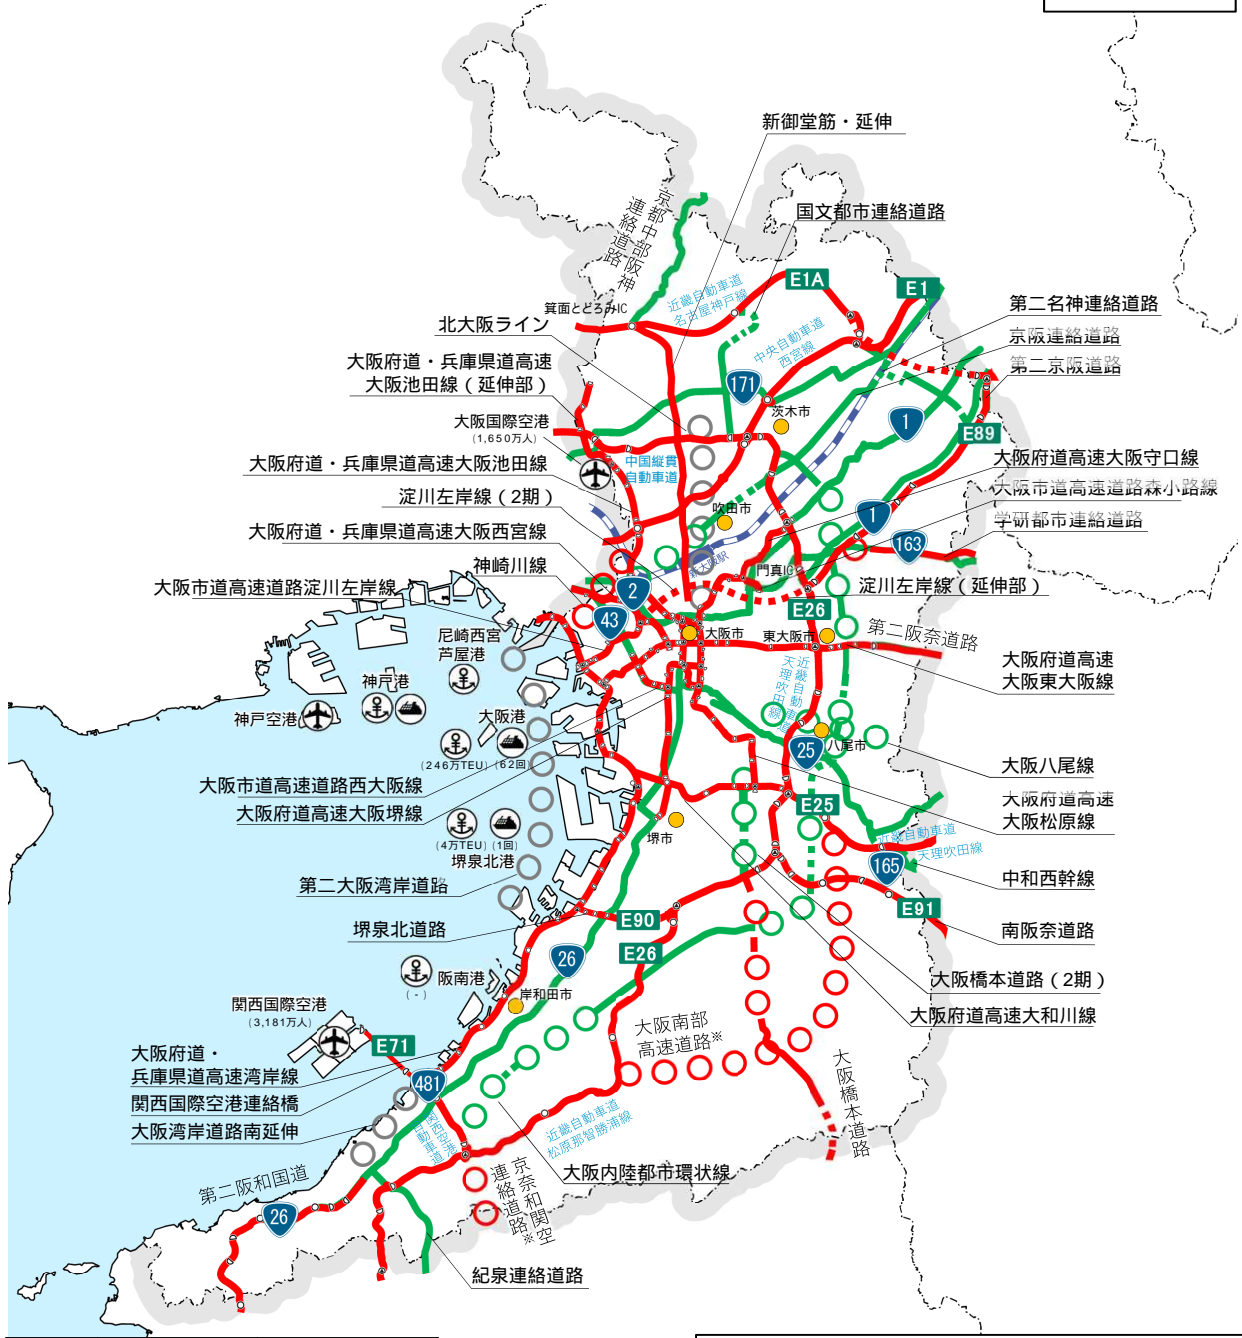 新御堂筋・延伸
国文都市連絡道路
京都中部阪神
連絡道路
E1A
E1
近畿自動車道
名古屋神戸線
箕面とどろみIC
第二名神連絡道路
北大阪ライン
中央自動車道
西宮線
京阪連絡道路
第二京阪道路
大阪府道・兵庫県道高速
大阪池田線（延伸部）
171
茨木市
1
E89
大阪国際空港
(1,650万人)
中国縦貫
自動車道
大阪府道・兵庫県道高速大阪池田線
大阪府道高速大阪守口線
大阪市道高速道路森小路線
淀川左岸線（2期）
吹田市
1
学研都市連絡道路
大阪府道・兵庫県道高速大阪西宮線
163
新大阪駅
神崎川線
門真IC
大阪市道高速道路淀川左岸線
2
淀川左岸線（延伸部）
E26
43
尼崎西宮
芦屋港
大阪市
東大阪市
第二阪奈道路
大阪府道高速
大阪東大阪線
近畿自動車道
天理吹田線
神戸港
神戸空港
大阪港
(246万TEU)
(62回)
25
八尾市
大阪八尾線
大阪市道高速道路西大阪線
大阪府道高速大阪堺線
大阪府道高速
大阪松原線
E25
(4万TEU)
(1回)
堺泉北港
堺市
近畿自動車道
天理吹田線
165
第二大阪湾岸道路
中和西幹線
E91
堺泉北道路
E90
南阪奈道路
E26
26
阪南港
(-)
大阪橋本道路（2期）
岸和田市
関西国際空港
(3,181万人)
大阪府道高速大和川線
大阪南部
高速道路※
E71
大阪府道・
兵庫県道高速湾岸線
大阪橋本道路
481
関西国際空港連絡橋
大阪湾岸道路南延伸
関西空港
自動車道
近畿自動車道
松原那智勝浦線
大阪内陸都市環状線
京奈和関空
連絡道路※
第二阪和国道
26
紀泉連絡道路